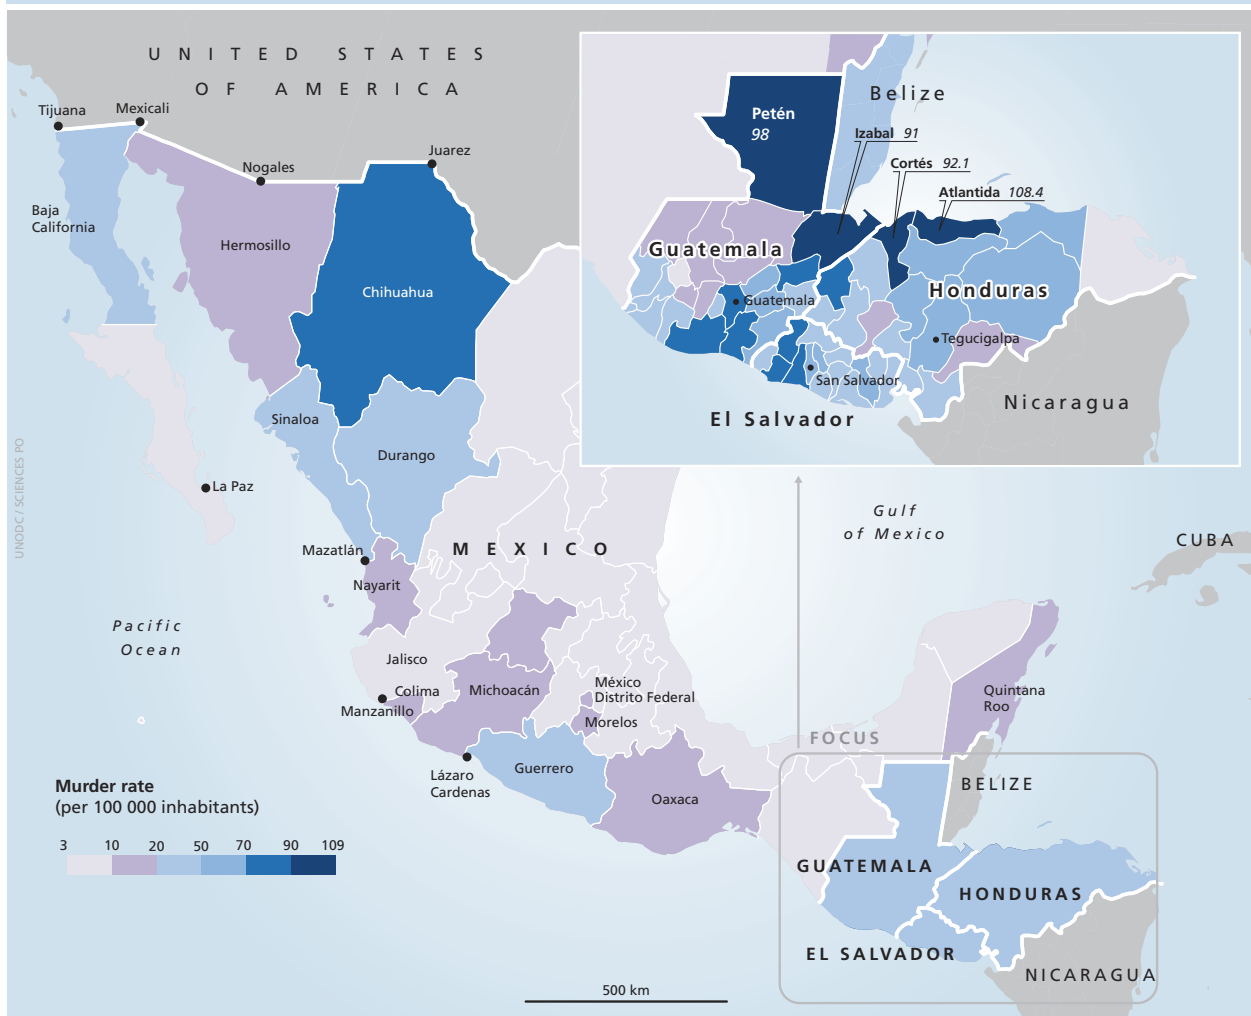 UNITED STATES
OF AMERICA
Tijuana
Mexicali
Nogales
Juarez
Baja
California
Hermosillo
Chihuahua
Sinaloa
Durango
La Paz
Mazatlán
MEXICO
Nayarit
Pacific
Ocean
Jalisco
Colima
Manzanillo
Michoacán
México
Distrito Federal
Morelos
Lázaro
Cardenas
Guerrero
Oaxaca
Quintana
Roo
Gulf
of Mexico
CUBA
FOCUS
BELIZE
GUATEMALA
HONDURAS
EL SALVADOR
NICARAGUA
Petén
98
Belize
Izabal 91
Cortés 92.1
Atlantida 108.4
Guatemala
Guatemala
Honduras
Tegucigalpa
San Salvador
El Salvador
Nicaragua
Murder rate
(per 100 000 inhabitants)
3 10 20 50 70 90 109
500 km
UNODC / SCIENCES PO